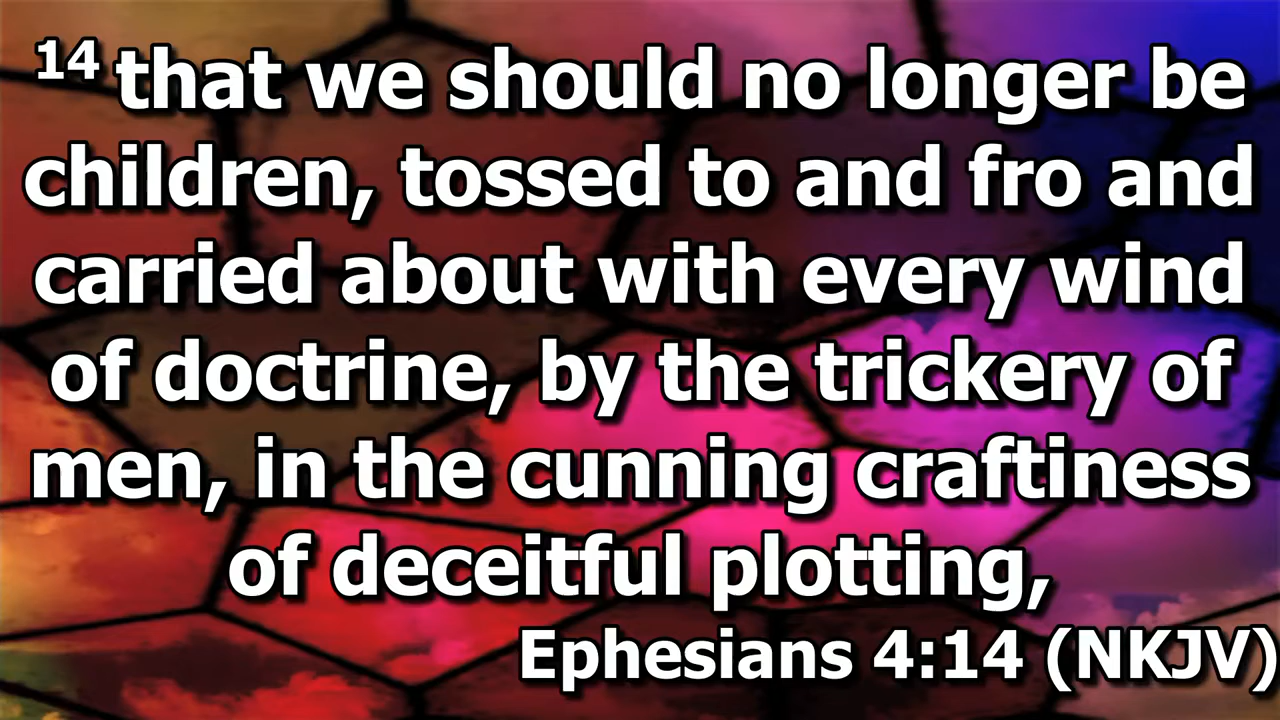 14 that we should no longer be
children, tossed to and fro and
carried about with every wind
of doctrine, by the trickery of
men, in the cunning craftiness
of deceitful plotting,
Ephesians 4:14 (NKJV)